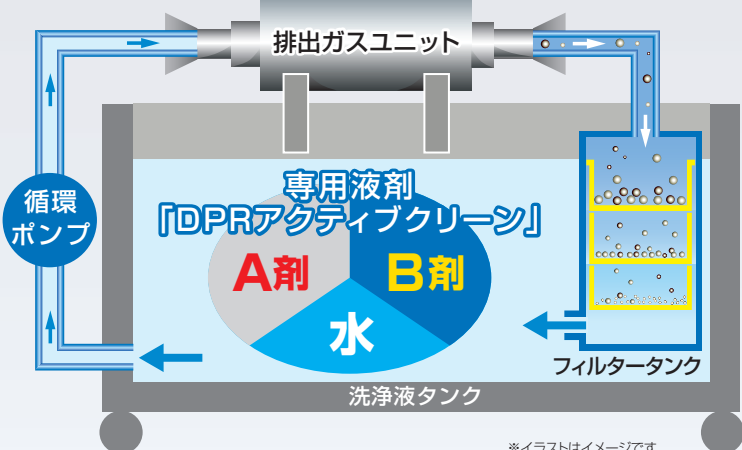 排出ガスユニット
循環
ポンプ
専用液剤
「DPRアクティブクリーン」
A剤
B剤
水
フィルタータンク
洗浄液タンク
※イラストはイメージです